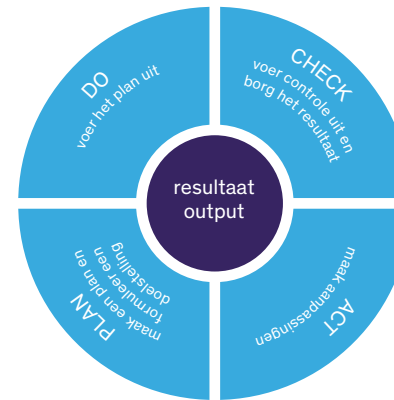 DO
voer het plan uit
CHECK
voer controle uit en
borg het resultaat
resultaat
output
PLAN
maak een plan en
formuleer een
doelstelling
ACT
maak aanpassingen